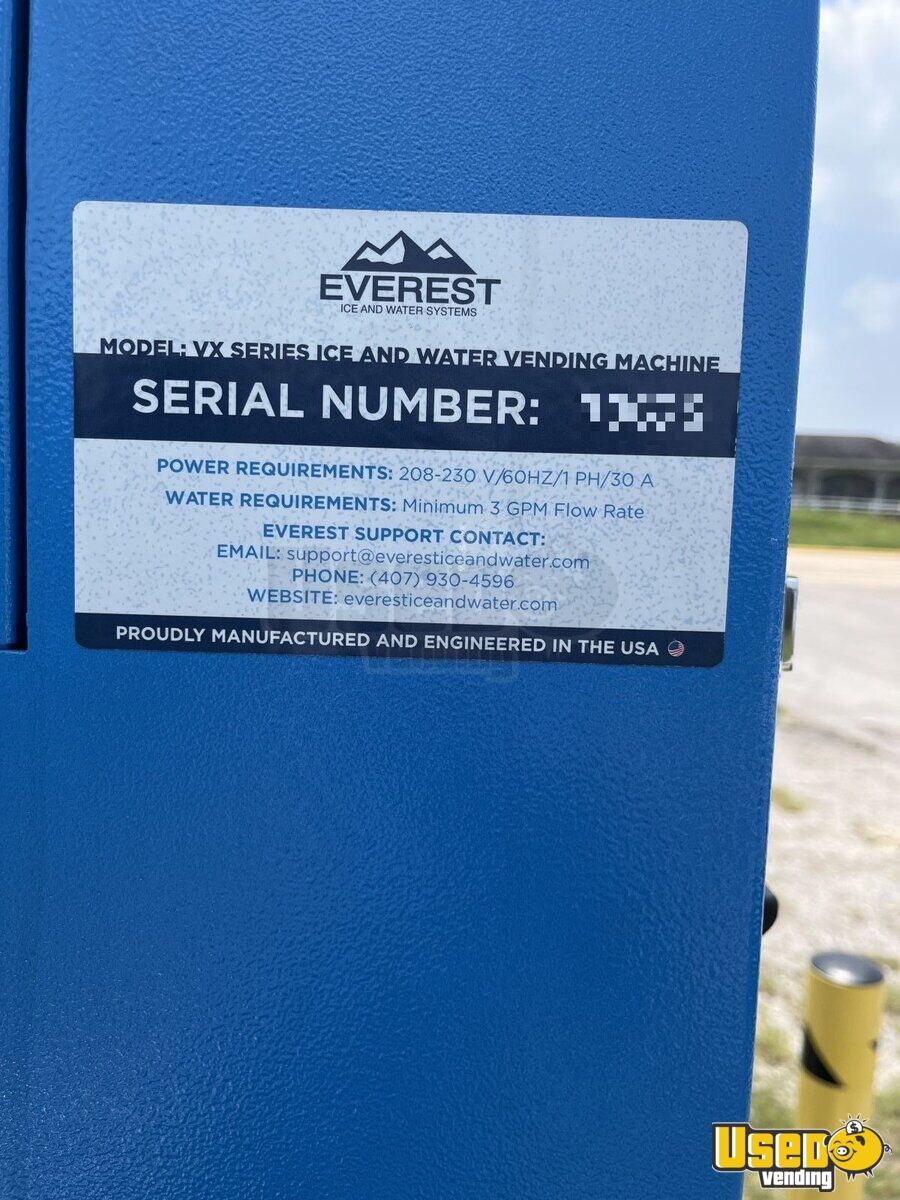 EVEREST
ICE AND WATER SYSTEMS
MODEL: VX SERIES ICE AND WATER VENDING MACHINE
SERIAL NUMBER:
POWER REQUIREMENTS: 208-230 V/60HZ/1 PH/30 A
WATER REQUIREMENTS: Minimum 3 GPM Flow Rate
EVEREST SUPPORT CONTACT:
EMAIL: support@everesticeandwater.com
PHONE: (407) 930-4596
WEBSITE: everesticeandwater.com
PROUDLY MANUFACTURED AND ENGINEERED IN THE USA
USED
vending